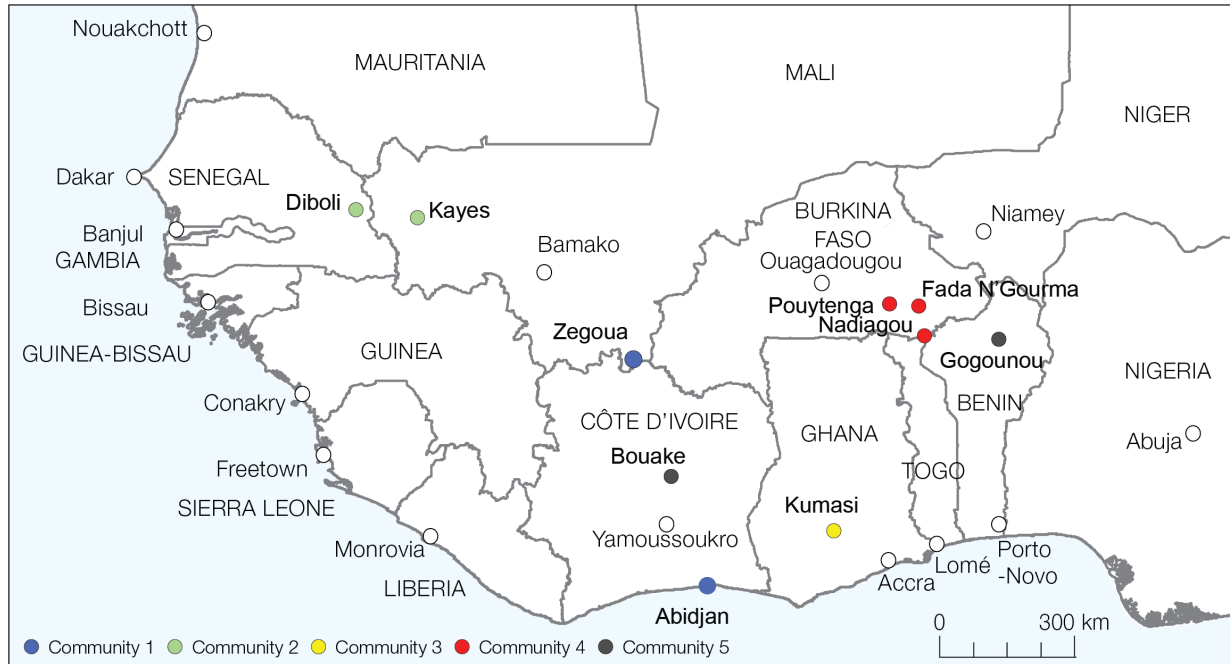 Nouakchott
MAURITANIA
MALI
NIGER
Dakar
SENEGAL
Diboli
Kayes
BURKINA
FASO
Niamey
Banjul
GAMBIA
Bamako
Ouagadougou
Bissau
Pouytenga
Fada N'Gourma
Nadiagou
GUINEA-BISSAU
GUINEA
Zegoua
Gogounou
NIGERIA
Conakry
CÔTE D'IVOIRE
GHANA
BENIN
Abuja
Freetown
Bouake
TOGO
SIERRA LEONE
Kumasi
Monrovia
Yamoussoukro
LIBERIA
Accra
Lomé
Porto
-Novo
Abidjan
0 300 km
Community 1 Community 2 Community 3 Community 4 Community 5